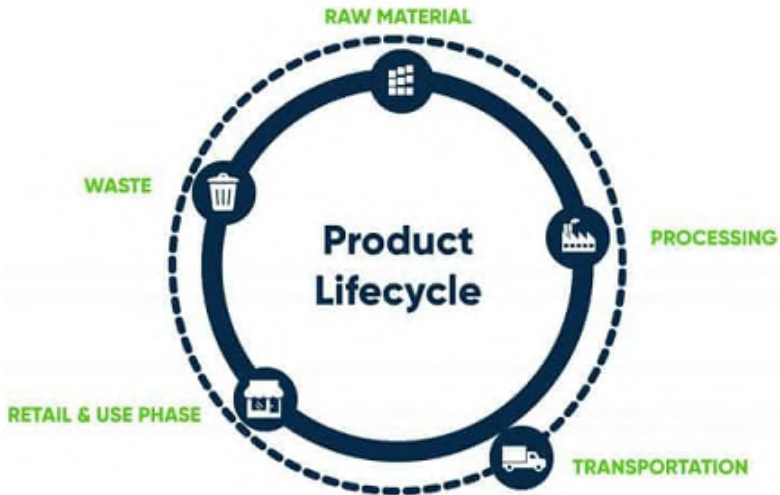 RAW MATERIAL
WASTE
Product
Lifecycle
PROCESSING
RETAIL & USE PHASE
TRANSPORTATION